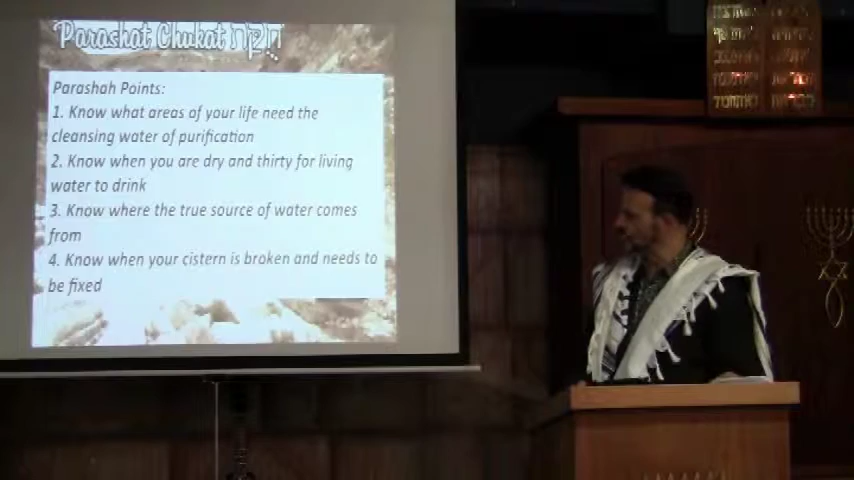 Parashat Chukat חֻקַּת
Parashah Points:
1. Know what areas of your life need the
cleansing water of purification
2. Know when you are dry and thirty for living
water to drink
3. Know where the true source of water comes
from
4. Know when your cistern is broken and needs to
be fixed